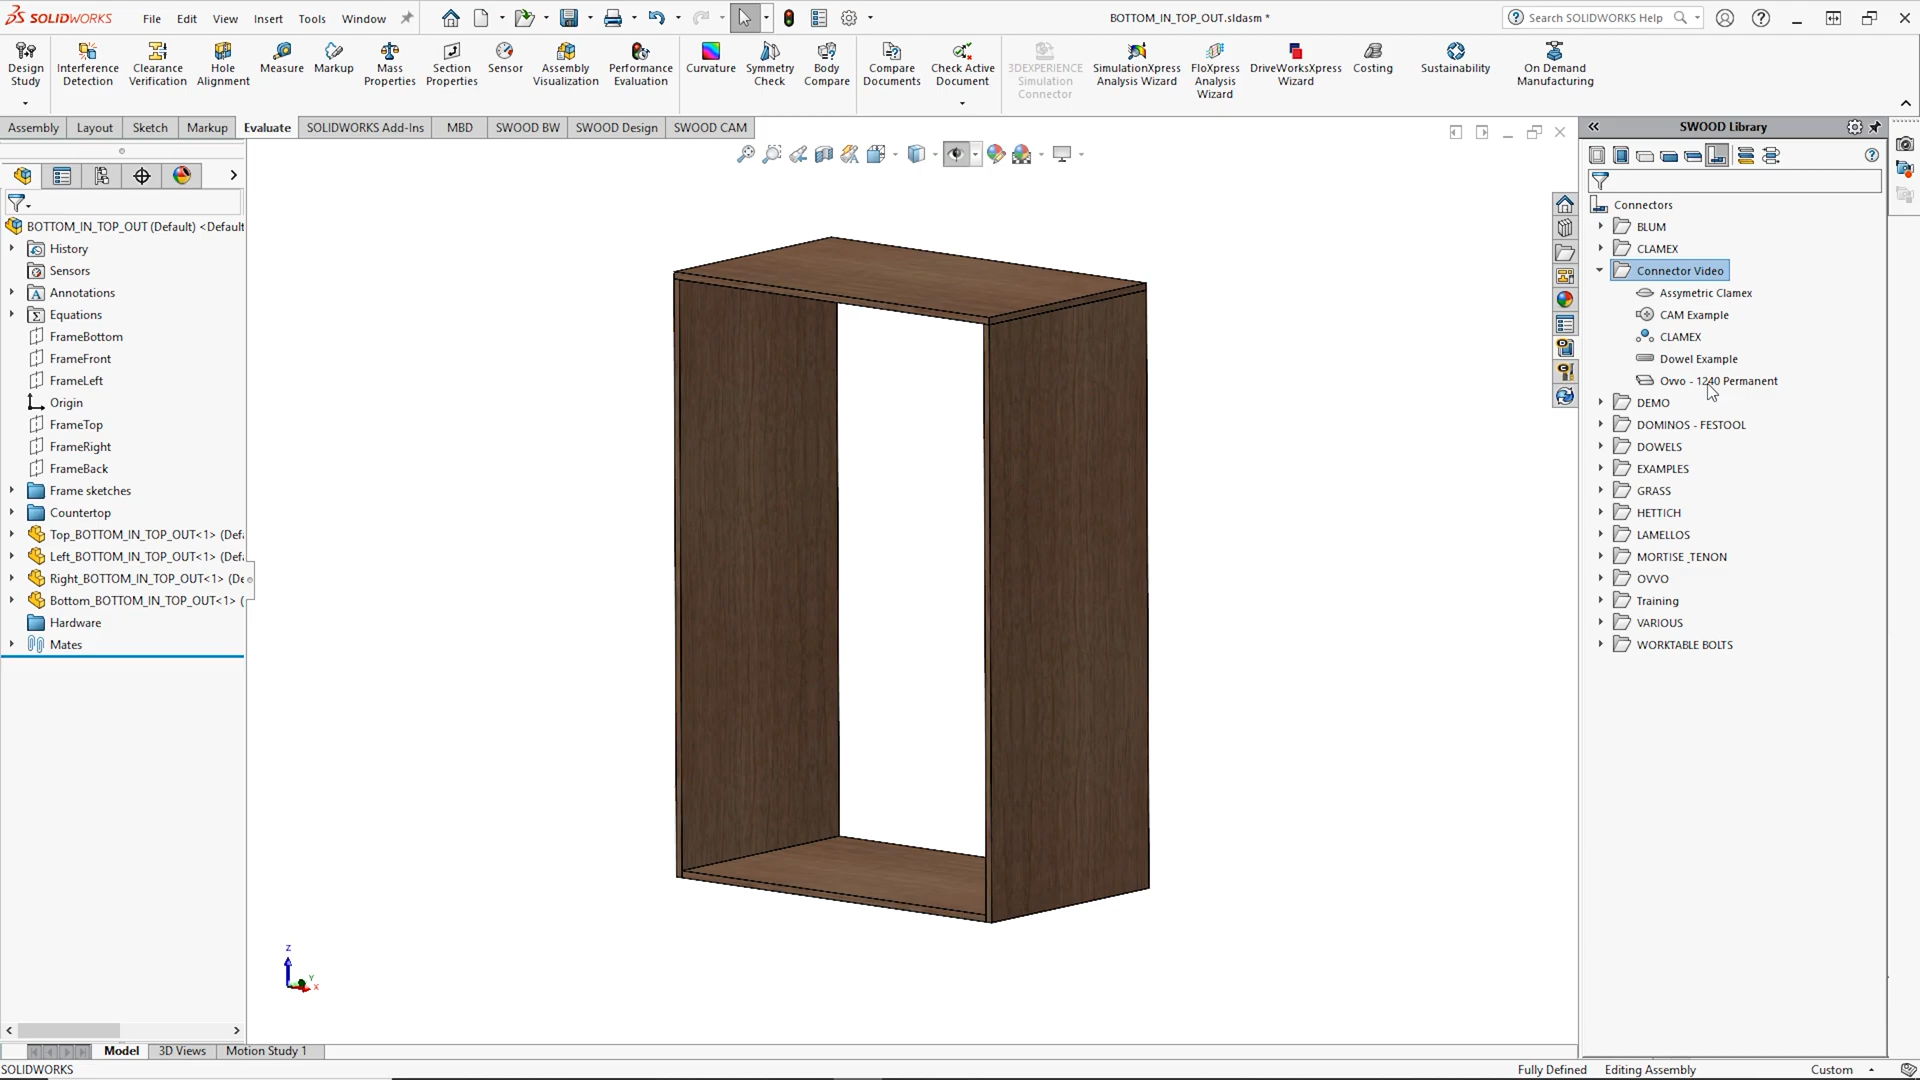 SOLIDWORKS
File Edit View Insert Tools Window
BOTTOM_IN_TOP_OUT.sldasm *
Search SOLIDWORKS Help
Design Study
Interference Detection
Clearance Verification
Hole Alignment
Measure
Markup
Mass Properties
Section Properties
Sensor
Assembly Visualization
Performance Evaluation
Curvature
Symmetry Check
Body Compare
Compare Documents
Check Active Document
3DEXPERIENCE Simulation Connector
SimulationXpress Analysis Wizard
FloXpress Analysis Wizard
DriveWorksXpress Wizard
Costing
Sustainability
On Demand Manufacturing
Assembly Layout Sketch Markup Evaluate SOLIDWORKS Add-Ins MBD SWOOD BW SWOOD Design SWOOD CAM
BOTTOM_IN_TOP_OUT (Default) <Default
History
Sensors
Annotations
Equations
FrameBottom
FrameFront
FrameLeft
Origin
FrameTop
FrameRight
FrameBack
Frame sketches
Countertop
Top_BOTTOM_IN_TOP_OUT<1> (Defa
Left_BOTTOM_IN_TOP_OUT<1> (Defa
Right_BOTTOM_IN_TOP_OUT<1> (De
Bottom_BOTTOM_IN_TOP_OUT<1> (
Hardware
Mates
Z
Y
X
SWOOD Library
Connectors
BLUM
CLAMEX
Connector Video
Assymetric Clamex
CAM Example
CLAMEX
Dowel Example
Ovvo - 1240 Permanent
DEMO
DOMINOS - FESTOOL
DOWELS
EXAMPLES
GRASS
HETTICH
LAMELLOS
MORTISE_TENON
OVVO
Training
VARIOUS
WORKTABLE BOLTS
Model 3D Views Motion Study 1
SOLIDWORKS
Fully Defined Editing Assembly Custom